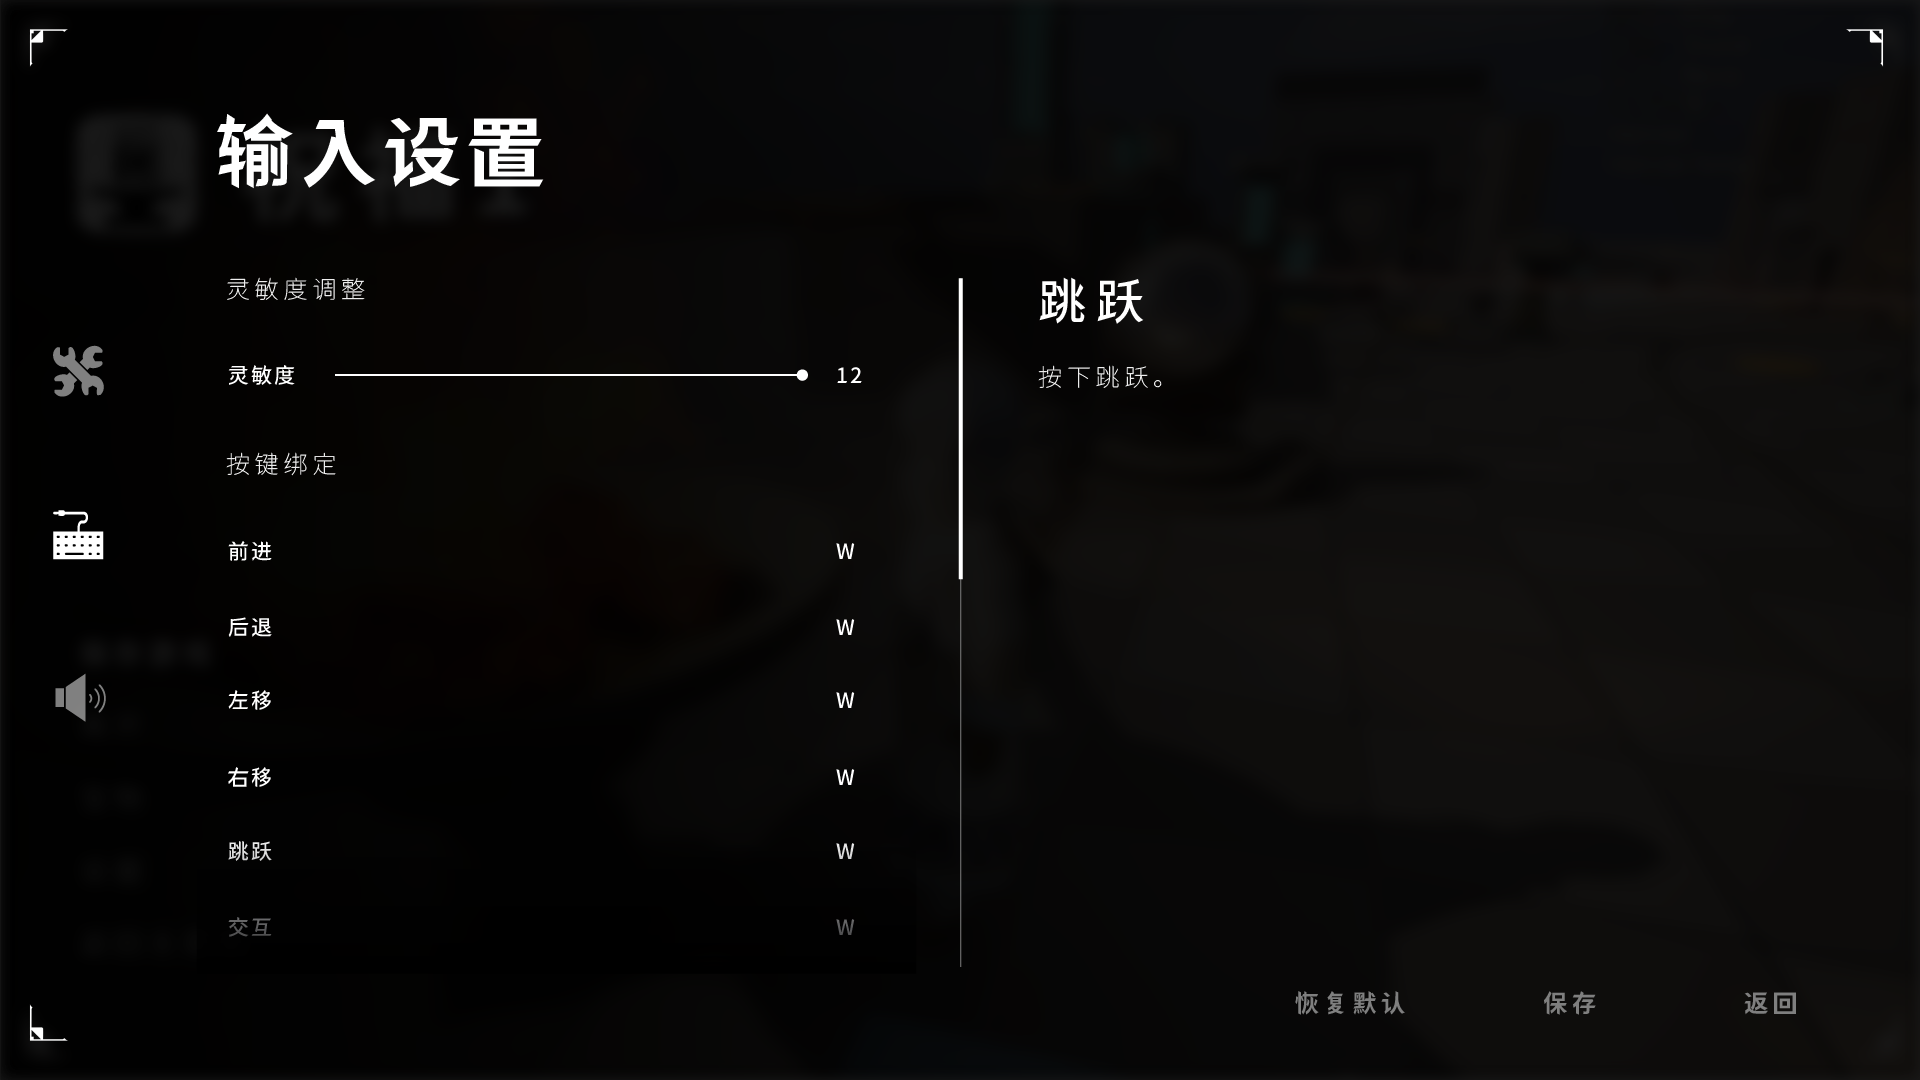 输入设置
灵敏度调整
灵敏度 12
按键绑定
前进 W
后退 W
左移 W
右移 W
跳跃 W
交互 W
跳跃
按下跳跃。
恢复默认 保存 返回